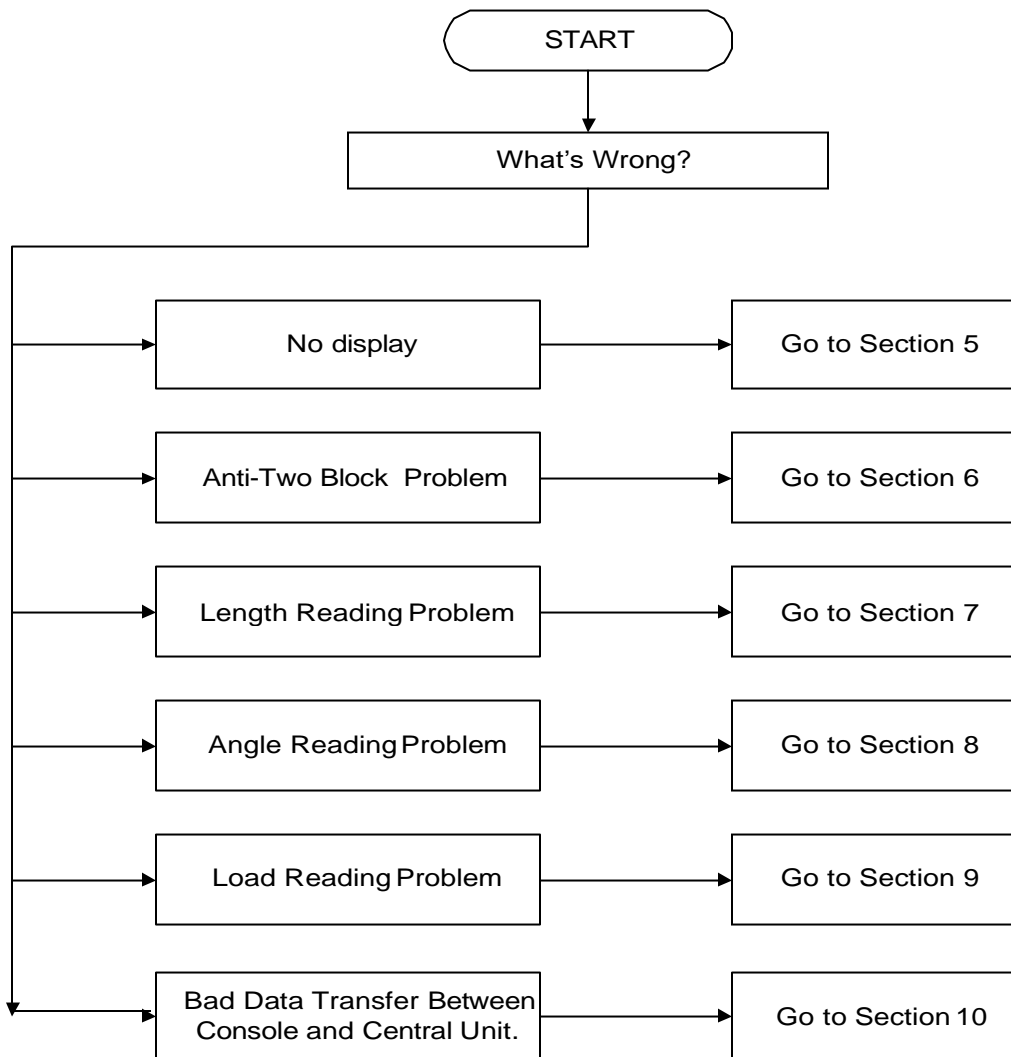 START
What's Wrong?
No display
Go to Section 5
Anti-Two Block Problem
Go to Section 6
Length Reading Problem
Go to Section 7
Angle Reading Problem
Go to Section 8
Load Reading Problem
Go to Section 9
Bad Data Transfer Between
Console and Central Unit.
Go to Section 10